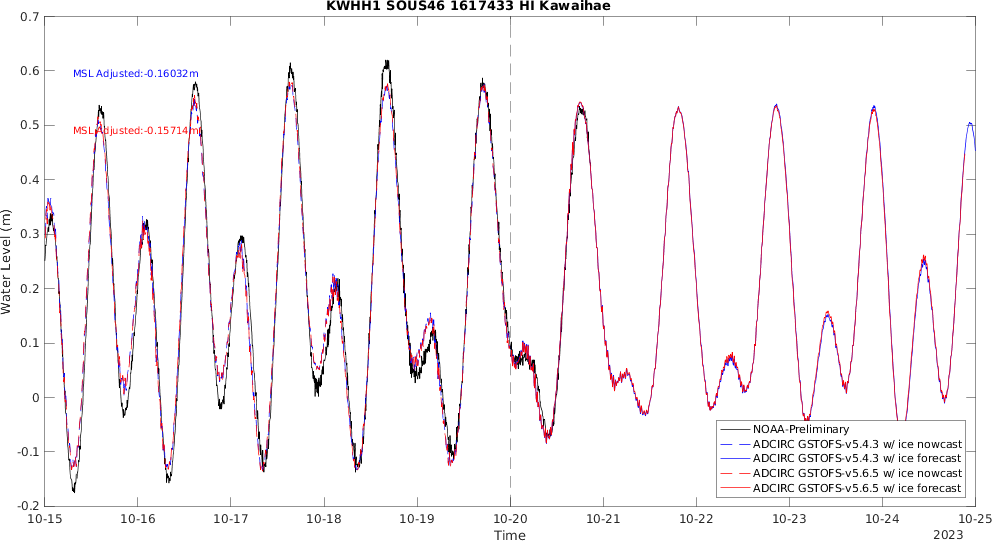 KWHH1 SOUS46 1617433 HI Kawaihae
0.7
0.6
0.5
0.4
0.3
0.2
0.1
0
-0.1
-0.2
Water Level (m)
MSL Adjusted:-0.16032m
MSL Adjusted:-0.15714m
NOAA-Preliminary
ADCIRC GSTOFS-v5.4.3 w/ ice nowcast
ADCIRC GSTOFS-v5.4.3 w/ ice forecast
ADCIRC GSTOFS-v5.6.5 w/ ice nowcast
ADCIRC GSTOFS-v5.6.5 w/ ice forecast
10-15 10-16 10-17 10-18 10-19 10-20 10-21 10-22 10-23 10-24 10-25
Time
2023